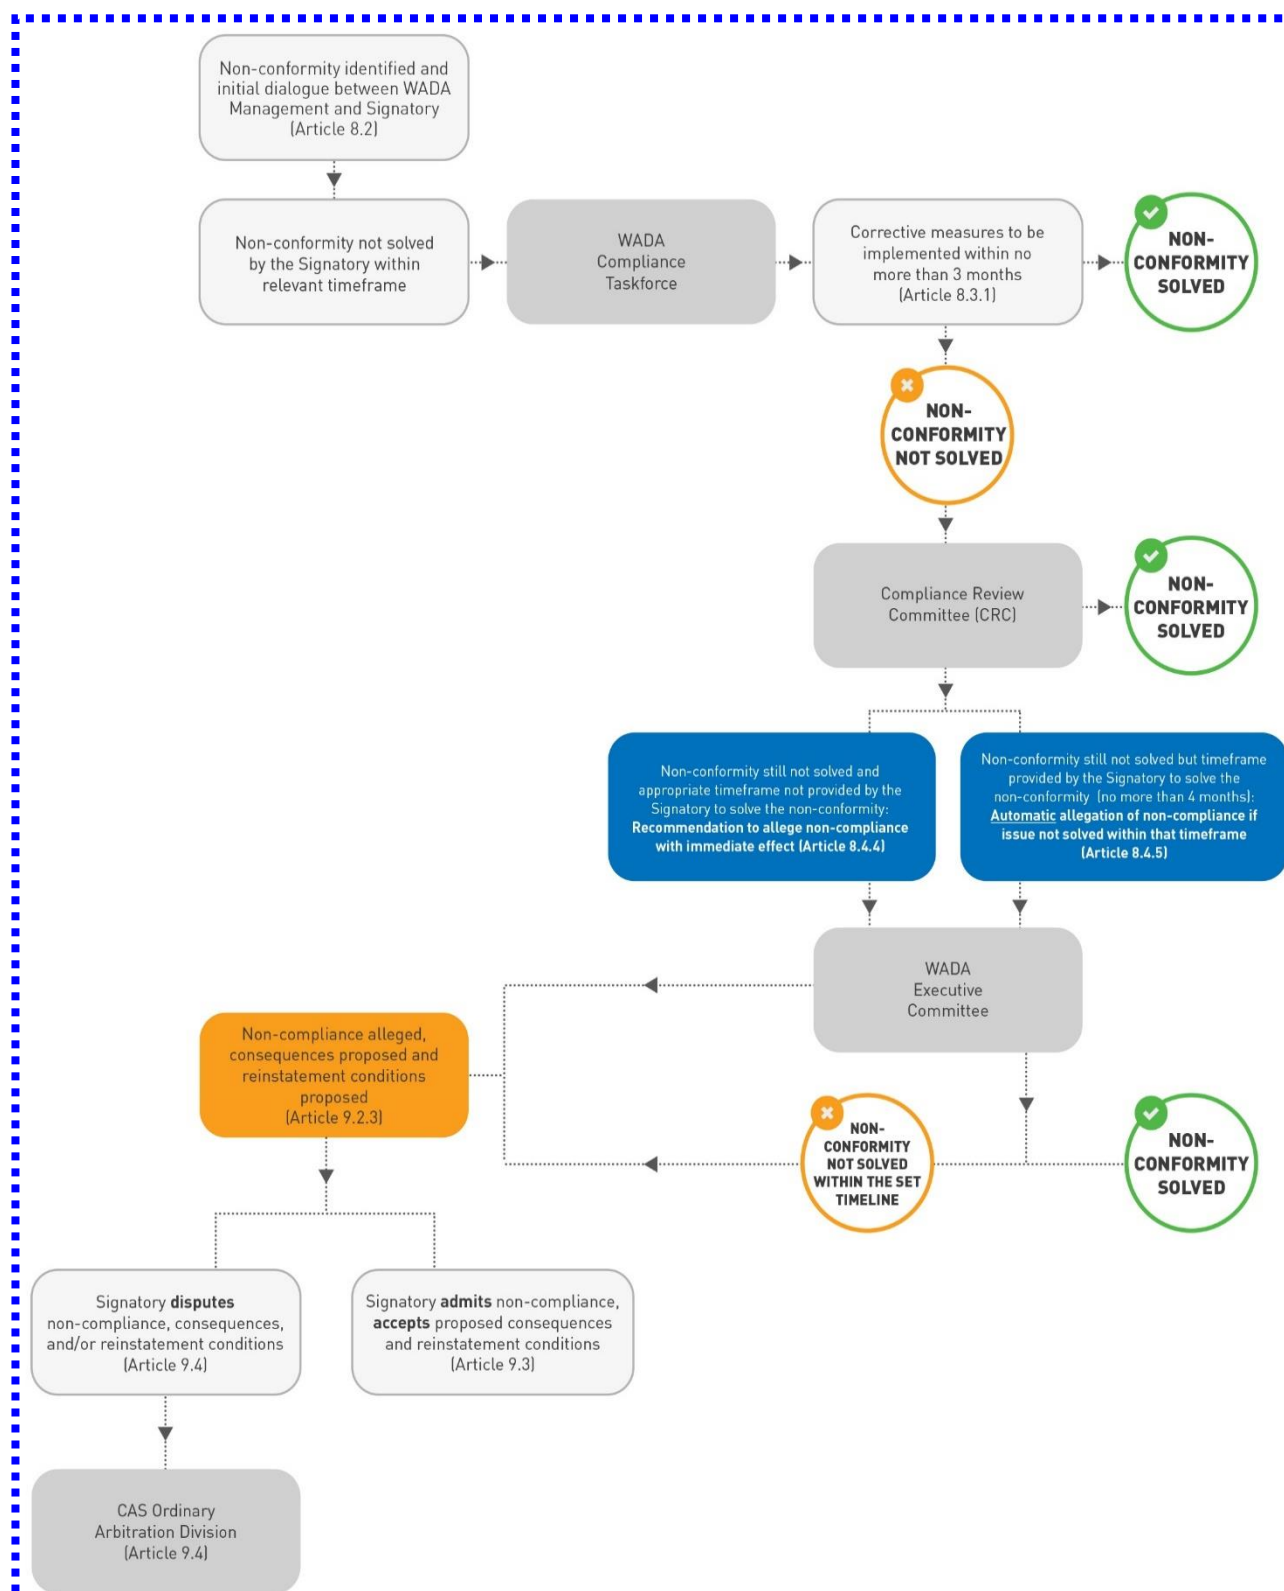 Non-conformity identified and
initial dialogue between WADA
Management and Signatory
(Article 8.2)
Non-conformity not solved
by the Signatory within
relevant timeframe
WADA
Compliance
Taskforce
Corrective measures to be
implemented within no
more than 3 months
(Article 8.3.1)
NON-
CONFORMITY
SOLVED
NON-
CONFORMITY
NOT SOLVED
Compliance Review
Committee (CRC)
NON-
CONFORMITY
SOLVED
Non-conformity still not solved and
appropriate timeframe not provided by the
Signatory to solve the non-conformity:
Recommendation to allege non-compliance
with immediate effect (Article 8.4.4)
Non-conformity still not solved but timeframe
provided by the Signatory to solve the
non-conformity (no more than 4 months):
Automatic allegation of non-compliance if
issue not solved within that timeframe
(Article 8.4.5)
WADA
Executive
Committee
Non-compliance alleged,
consequences proposed and
reinstatement conditions
proposed
(Article 9.2.3)
NON-
CONFORMITY
NOT SOLVED
WITHIN THE SET
TIMELINE
NON-
CONFORMITY
SOLVED
Signatory disputes
non-compliance, consequences,
and/or reinstatement conditions
(Article 9.4)
Signatory admits non-compliance,
accepts proposed consequences
and reinstatement conditions
(Article 9.3)
CAS Ordinary
Arbitration Division
(Article 9.4)